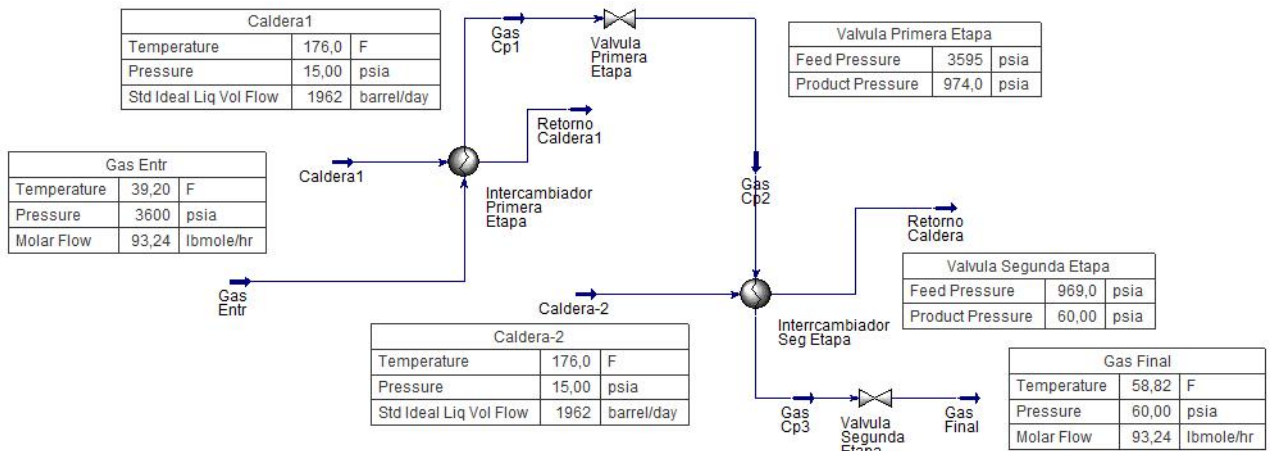 Caldera1
Temperature 176,0 F
Pressure 15,00 psia
Std Ideal Liq Vol Flow 1962 barrel/day
Gas
Cp1
Valvula
Primera
Etapa
Valvula Primera Etapa
Feed Pressure 3595 psia
Product Pressure 974,0 psia
Retorno
Caldera1
Gas Entr
Temperature 39,20 F
Pressure 3600 psia
Molar Flow 93,24 lbmole/hr
Caldera1
Intercambiador
Primera
Etapa
Gas
Cp2
Retorno
Caldera
Gas
Entr
Valvula Segunda Etapa
Feed Pressure 969,0 psia
Product Pressure 60,00 psia
Caldera-2
Interrcambiador
Seg Etapa
Caldera-2
Temperature 176,0 F
Pressure 15,00 psia
Std Ideal Liq Vol Flow 1962 barrel/day
Gas Final
Temperature 58,82 F
Pressure 60,00 psia
Molar Flow 93,24 lbmole/hr
Gas
Cp3
Valvula
Segunda
Etapa
Gas
Final